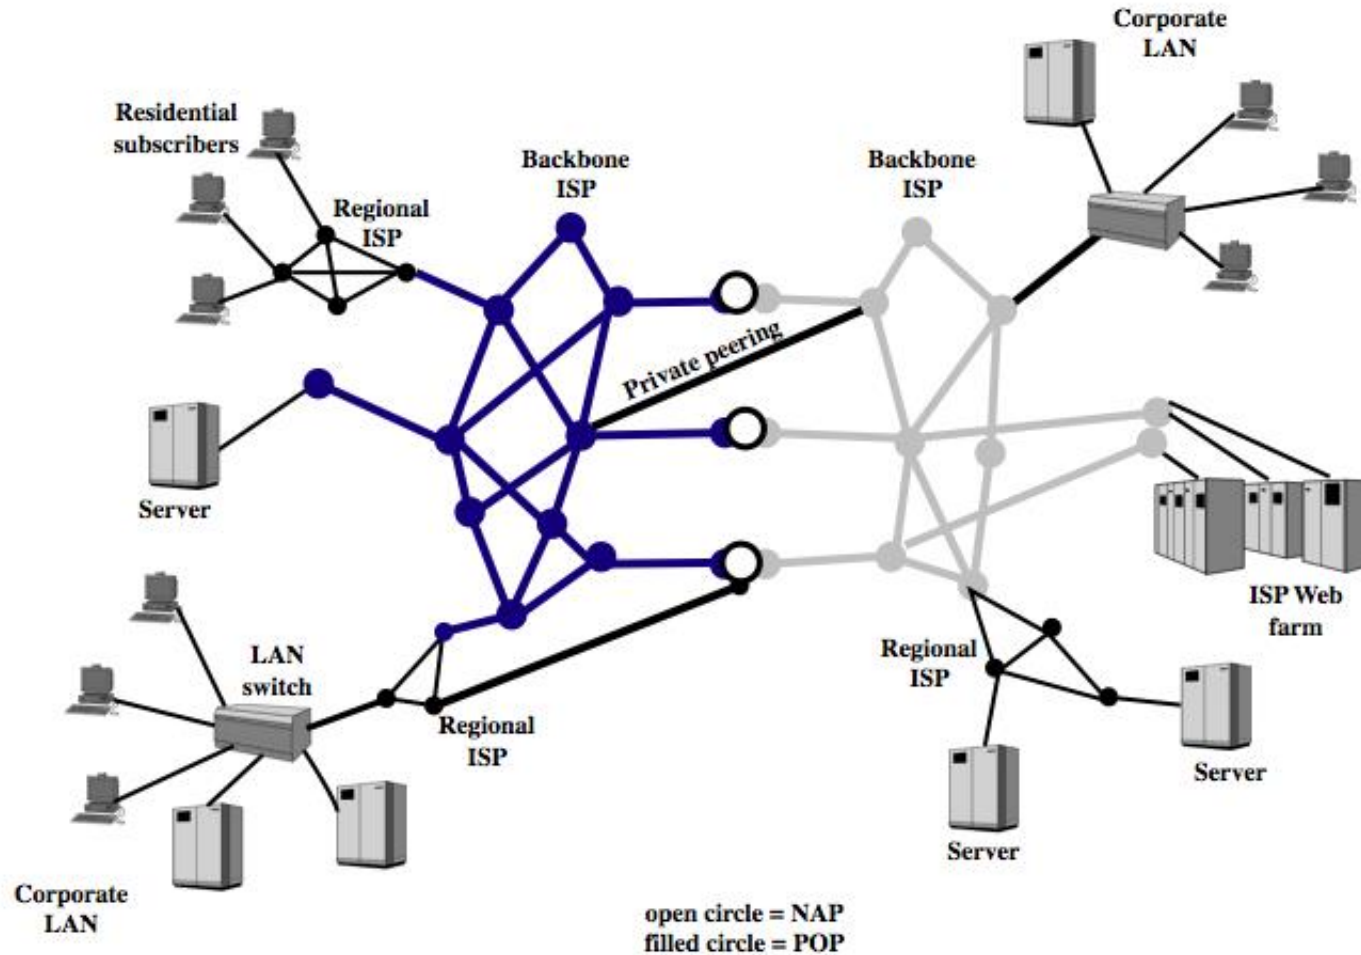 Corporate
LAN
Residential
subscribers
Backbone
ISP
Backbone
ISP
Regional
ISP
Private peering
Server
ISP Web
farm
LAN
switch
Regional
ISP
Regional
ISP
Server
Server
Corporate
LAN
open circle = NAP
filled circle = POP